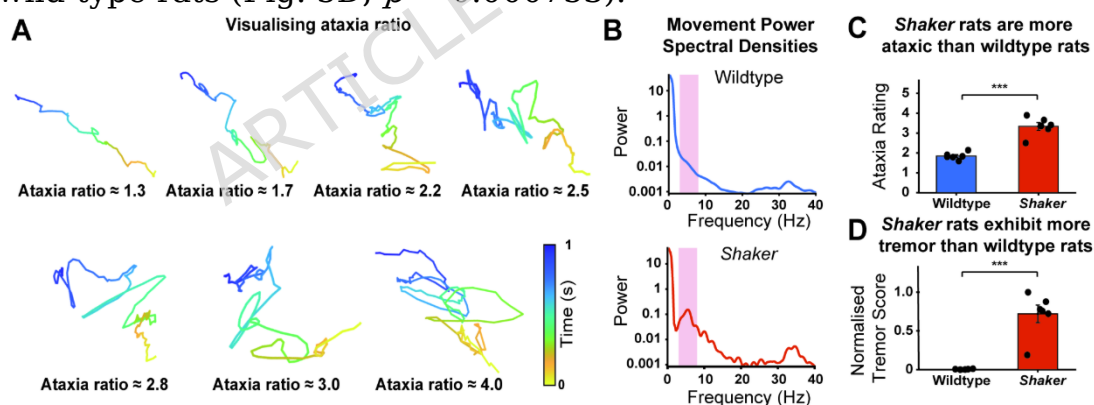 wild type rats (Fig. 3D, p = 0.000783).
ARTICLE
A
Visualising ataxia ratio
Ataxia ratio ≈ 1.3
Ataxia ratio ≈ 1.7
Ataxia ratio ≈ 2.2
Ataxia ratio ≈ 2.5
Ataxia ratio ≈ 2.8
Ataxia ratio ≈ 3.0
Ataxia ratio ≈ 4.0
1
Time (s)
0
B
Movement Power
Spectral Densities
Wildtype
Power
10
1
0.1
0.01
0.001
0 10 20 30 40
Frequency (Hz)
Shaker
Power
10
1
0.1
0.01
0.001
0 10 20 30 40
Frequency (Hz)
C
Shaker rats are more
ataxic than wildtype rats
***
Ataxia Rating
5
4
3
2
1
0
Wildtype Shaker
D
Shaker rats exhibit more
tremor than wildtype rats
***
Normalised
Tremor Score
1.0
0.5
0
Wildtype Shaker